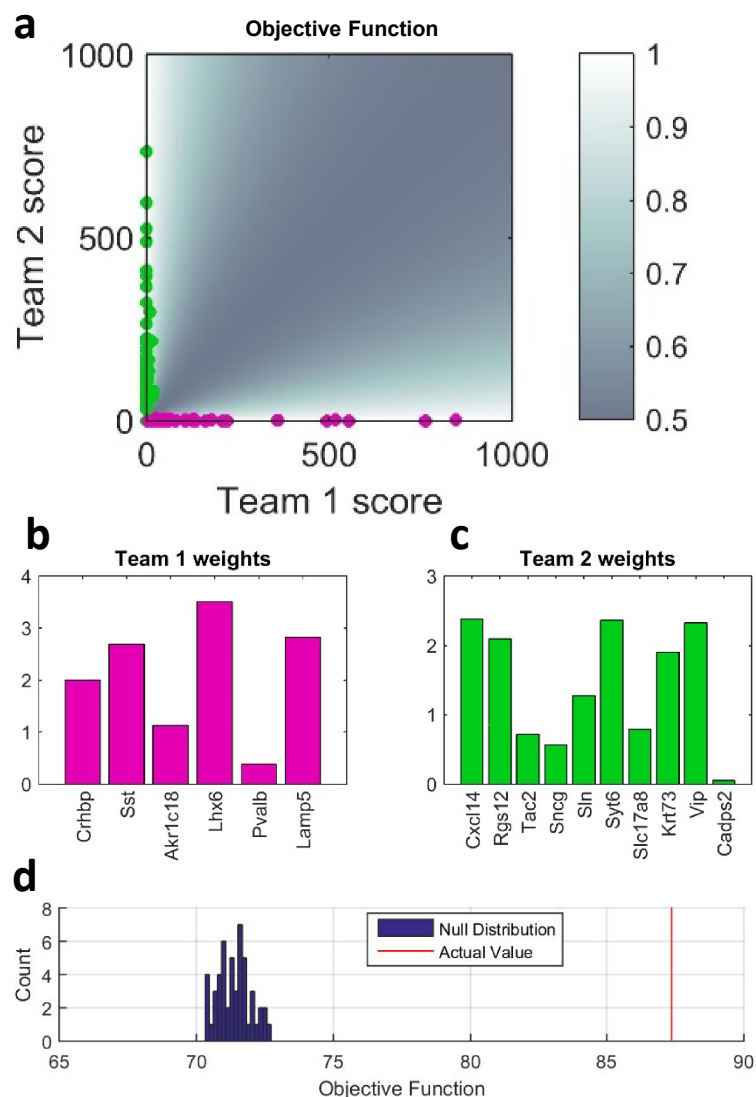 a
Objective Function
Team 2 score
1000
500
0
0 500 1000
Team 1 score
1
0.9
0.8
0.7
0.6
0.5
b
Team 1 weights
4
3
2
1
0
Crhbp
Sst
Akr1c18
Lhx6
Pvalb
Lamp5
c
Team 2 weights
3
2
1
0
Cxcl14
Rgs12
Tac2
Sncg
Sln
Syt6
Slc17a8
Krt73
Vip
Cadps2
d
Count
8
6
4
2
0
Null Distribution
Actual Value
65 70 75 80 85 90
Objective Function